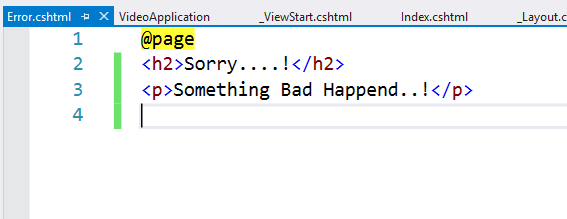 Error.cshtml VideoApplication _ViewStart.cshtml Index.cshtml _Layout.cs
1 @page
2 <h2>Sorry....!</h2>
3 <p>Something Bad Happend..!</p>
4